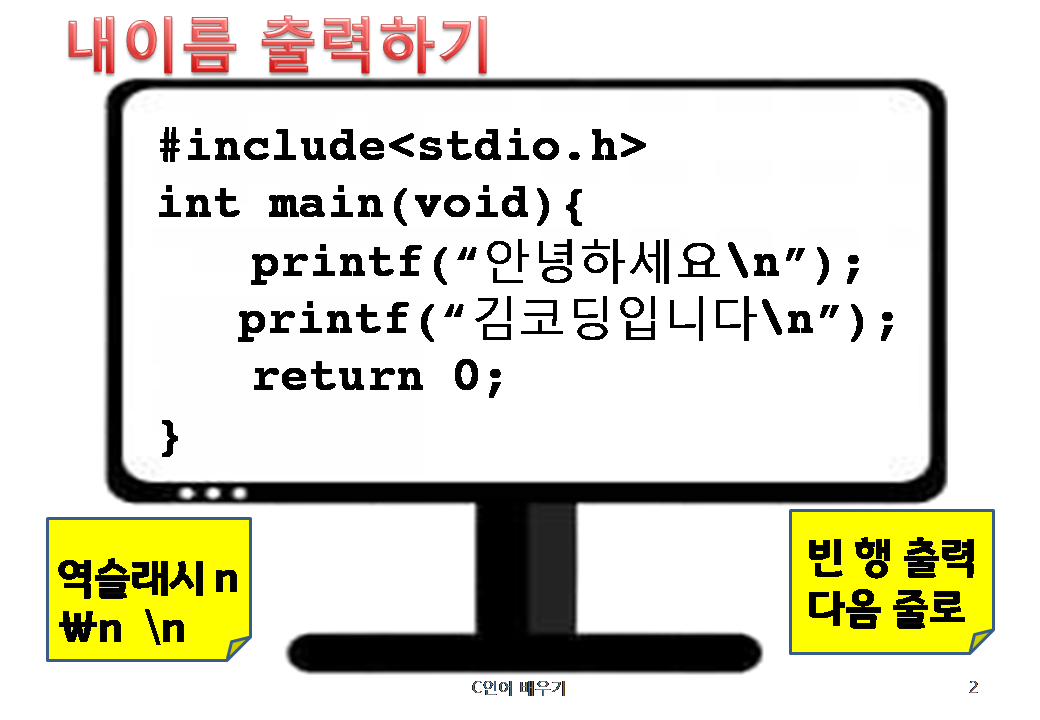 내이름 출력하기
#include<stdio.h>
int main(void){
printf(“안녕하세요\n”);
printf(“김코딩입니다\n”);
return 0;
}
역슬래시 n
₩n \n
빈 행 출력
다음 줄로
C언어 배우기
2